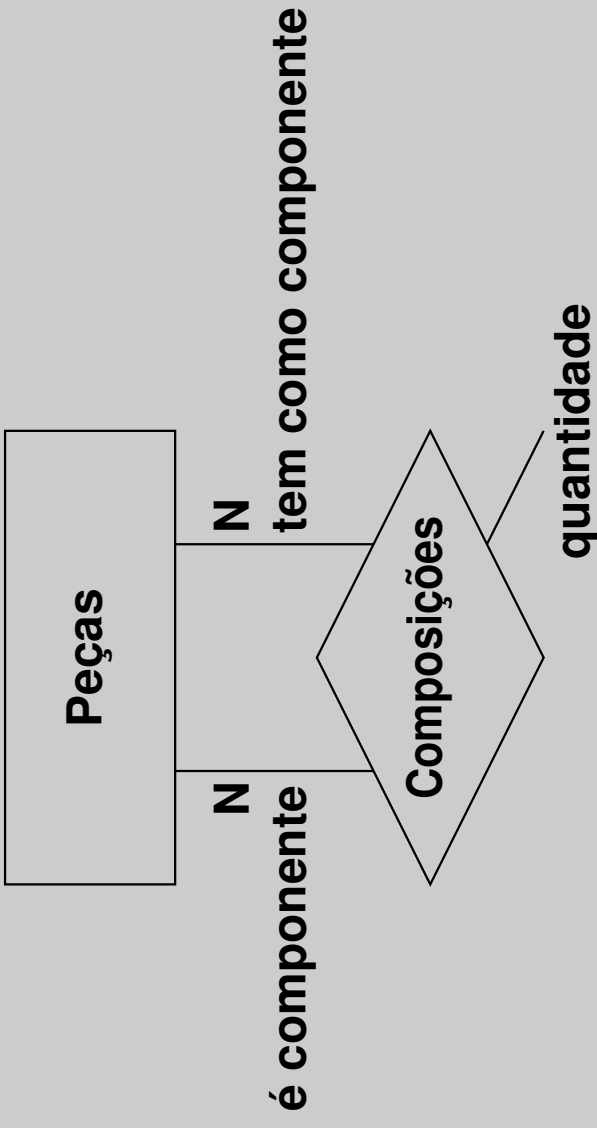 Peças
N
N
é componente
tem como componente
Composições
quantidade